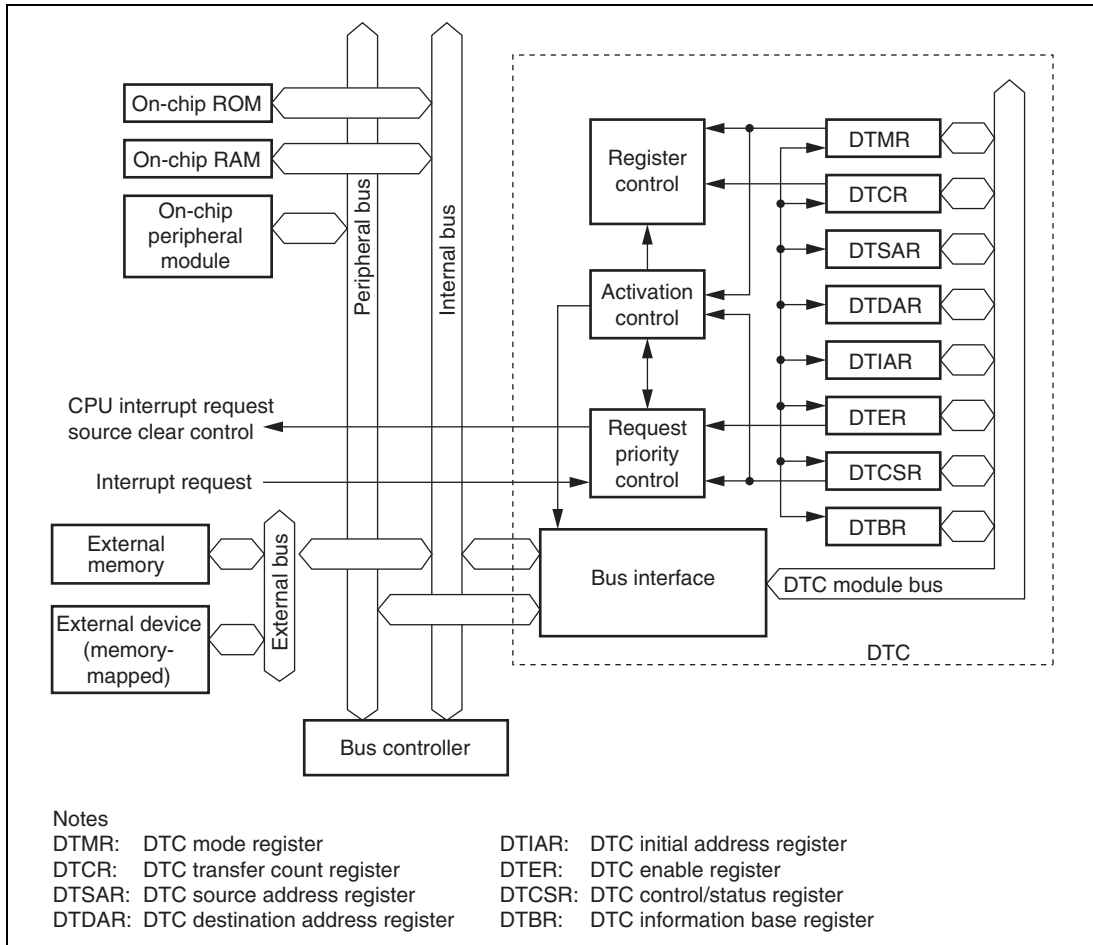 On-chip ROM
On-chip RAM
On-chip
peripheral
module
Peripheral bus
Internal bus
Register
control
Activation
control
Request
priority
control
DTMR
DTCR
DTSAR
DTDAR
DTIAR
DTER
DTCSR
DTBR
CPU interrupt request
source clear control
Interrupt request
External
memory
External device
(memory-
mapped)
External bus
Bus interface
DTC module bus
DTC
Bus controller
Notes
DTMR: DTC mode register
DTCR: DTC transfer count register
DTSAR: DTC source address register
DTDAR: DTC destination address register
DTIAR: DTC initial address register
DTER: DTC enable register
DTCSR: DTC control/status register
DTBR: DTC information base register